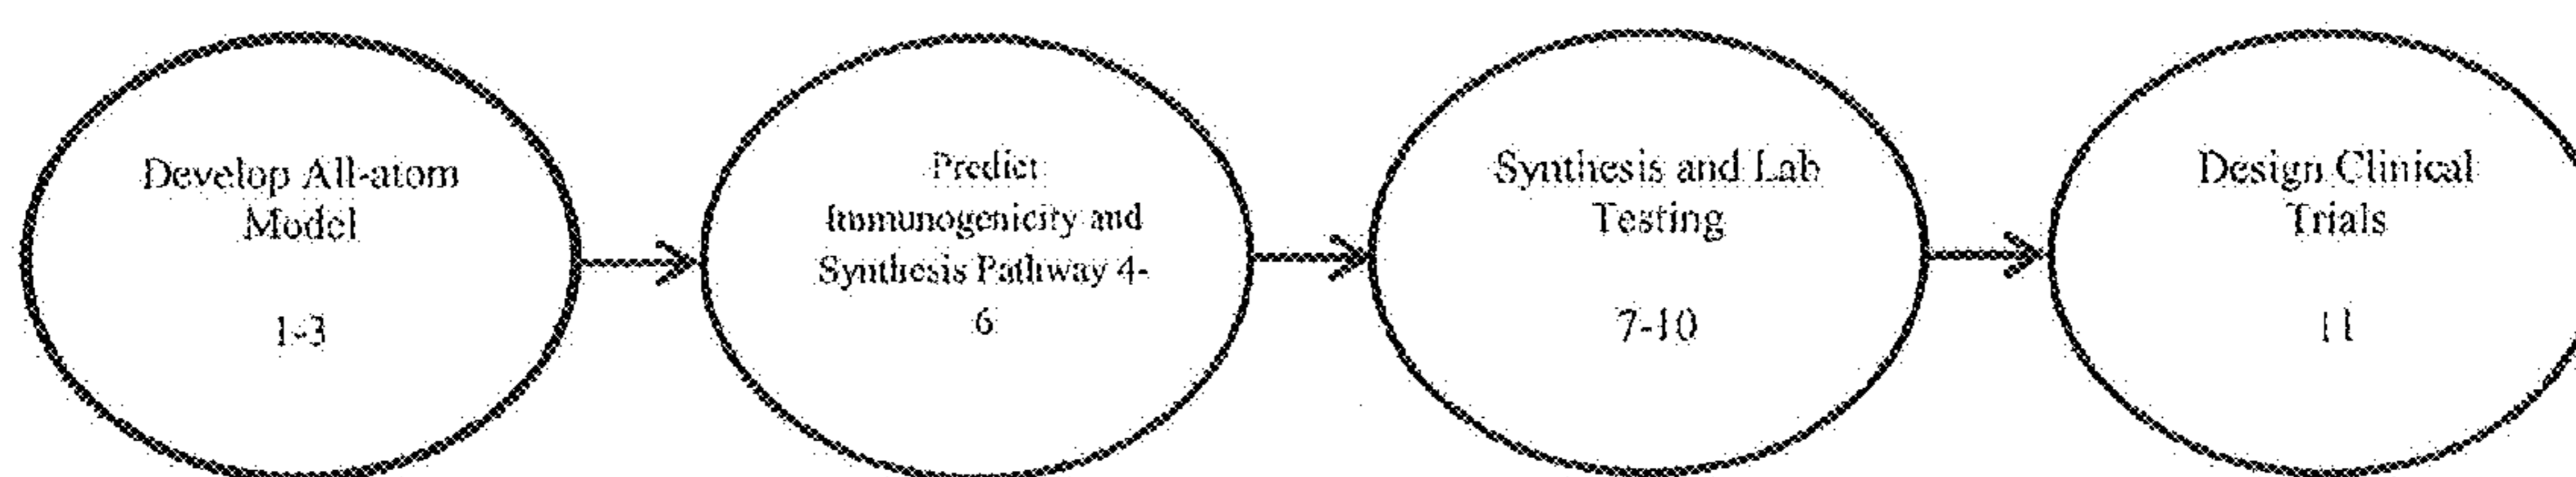 Develop All-atom
Model
1-3
Predict
Immunogenicity and
Synthesis Pathway 4-
6
Synthesis and Lab
Testing
7-10
Design Clinical
Trials
11